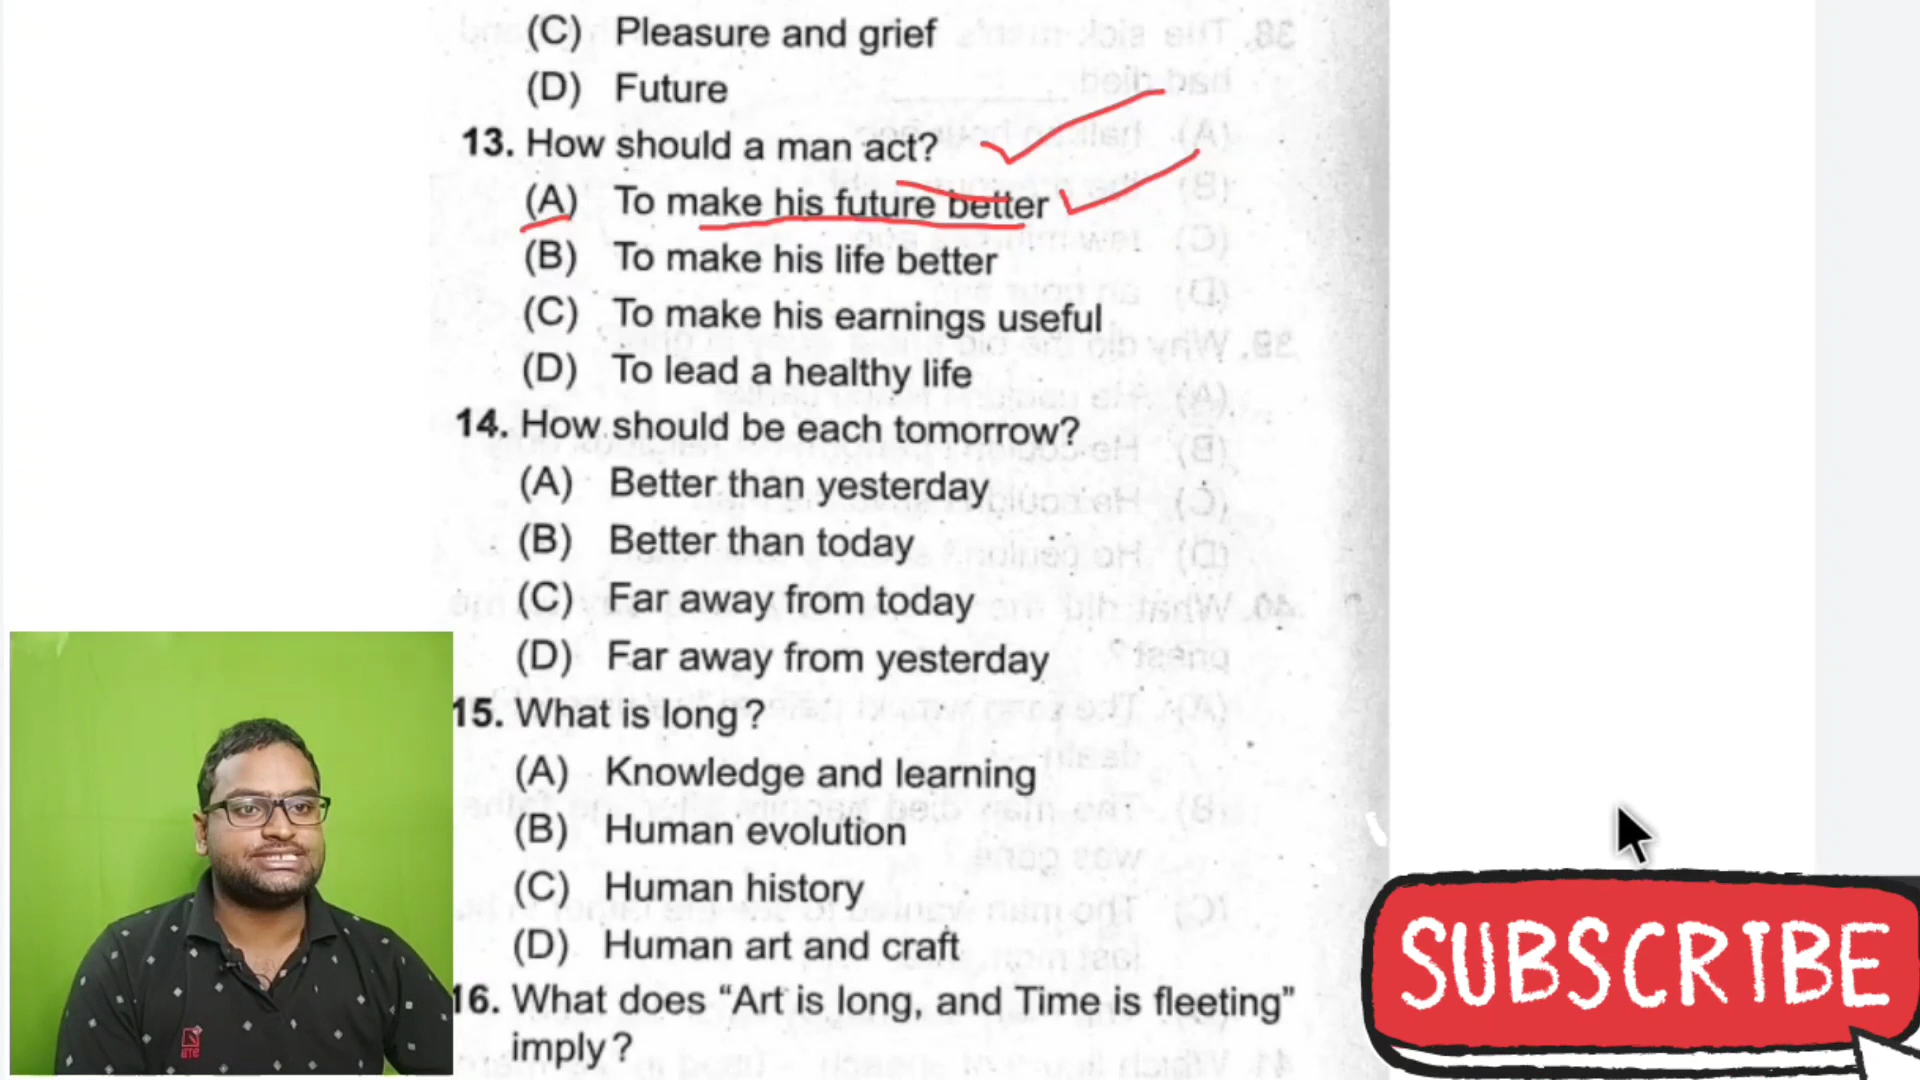 (C) Pleasure and grief
(D) Future
13. How should a man act?
(A) To make his future better
(B) To make his life better
(C) To make his earnings useful
(D) To lead a healthy life
14. How should be each tomorrow?
(A) Better than yesterday
(B) Better than today
(C) Far away from today
(D) Far away from yesterday
15. What is long?
(A) Knowledge and learning
(B) Human evolution
(C) Human history
(D) Human art and craft
16. What does “Art is long, and Time is fleeting”
imply?
SUBSCRIBE